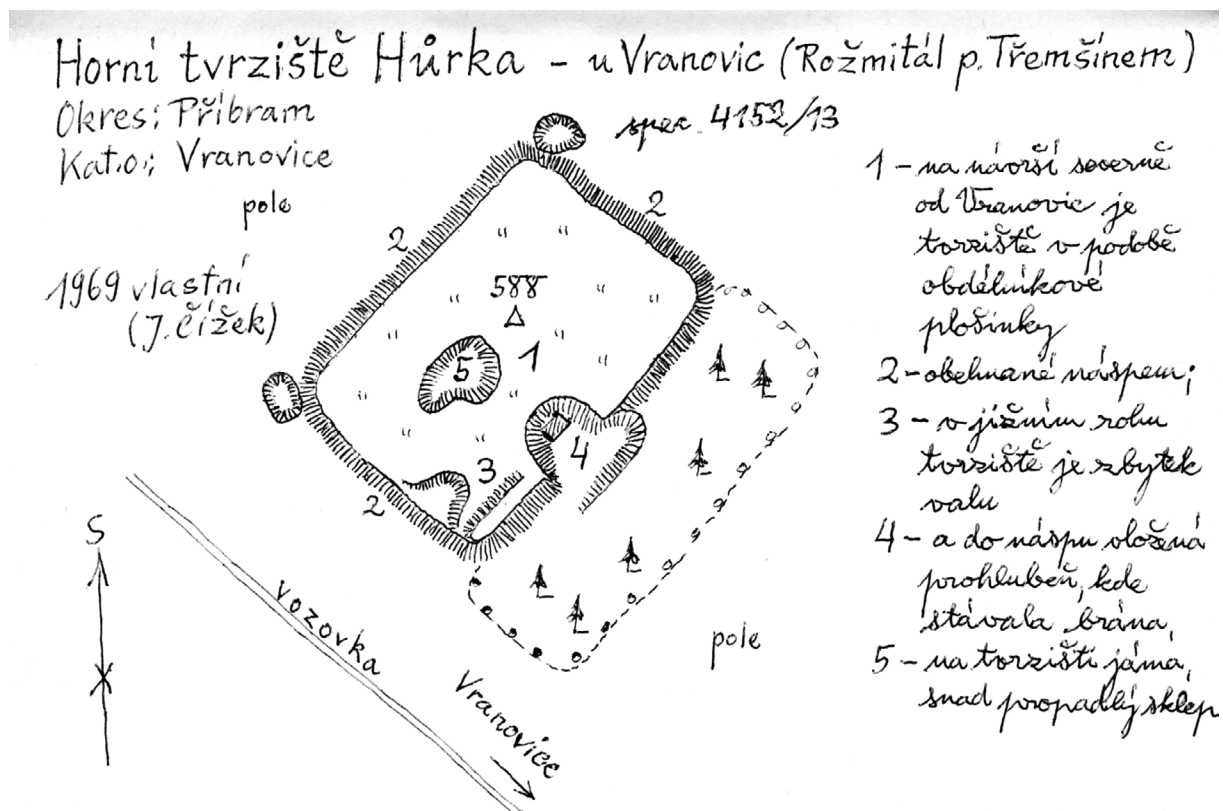 Horní tvrziště Hůrka - u Vranovic (Rožmitál p. Třemšínem)
Okres: Příbram
Kat.o.: Vranovice
spec. 4152/13
pole
1969 vlastní
(J. Čížek)
2
2
588
1
5
4
3
2
S
vozovka
Vranovice
pole
1 - na návrší severně
od Vranovic je
tvrziště v podobě
obdélníkové
plošinky
2 - obehnané náspem;
3 - v jižním rohu
tvrziště je zbytek
valu
4 - a do náspu vložená
prohlubeň, kde
stávala brána,
5 - na tvrzišti jáma,
snad propadlý sklep